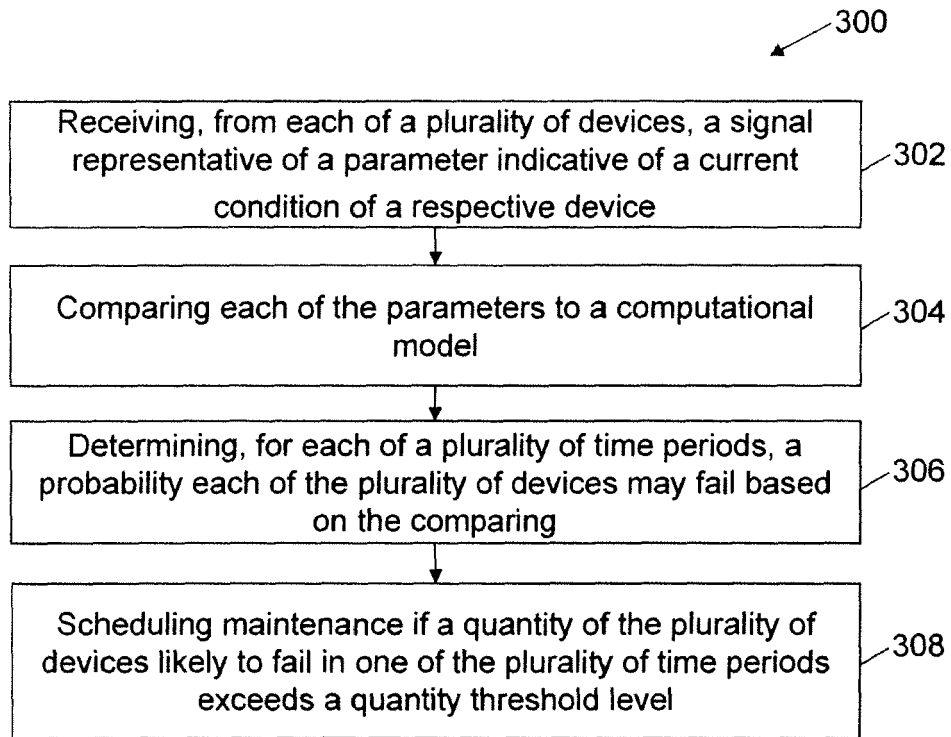 300
Receiving, from each of a plurality of devices, a signal
representative of a parameter indicative of a current
condition of a respective device
302
Comparing each of the parameters to a computational
model
304
Determining, for each of a plurality of time periods, a
probability each of the plurality of devices may fail based
on the comparing
306
Scheduling maintenance if a quantity of the plurality of
devices likely to fail in one of the plurality of time periods
exceeds a quantity threshold level
308